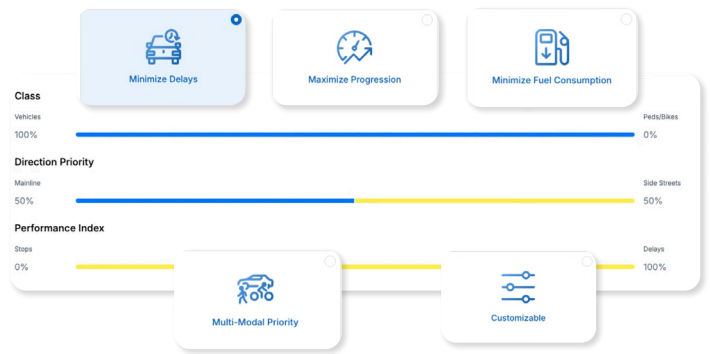 Minimize Delays
Maximize Progression
Minimize Fuel Consumption
Class
Vehicles
Peds/Bikes
100%
0%
Direction Priority
Mainline
Side Streets
50%
50%
Performance Index
Stops
Delays
0%
100%
Multi-Modal Priority
Customizable